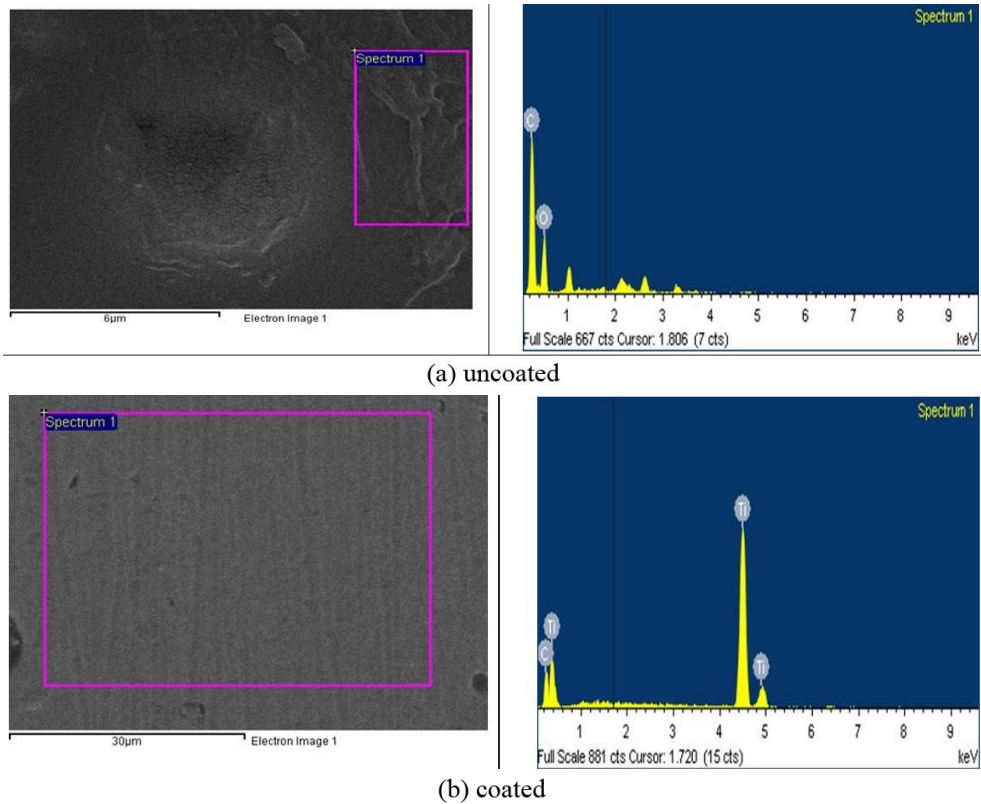 Spectrum 1
Spectrum 1
C
O
1 2 3 4 5 6 7 8 9
6µm Electron Image 1
Full Scale 667 cts Cursor: 1.806 (7 cts) keV
(a) uncoated
Spectrum 1
Spectrum 1
Ti
Ti
C
Ti
1 2 3 4 5 6 7 8 9
30µm Electron Image 1
Full Scale 881 cts Cursor: 1.720 (15 cts) keV
(b) coated